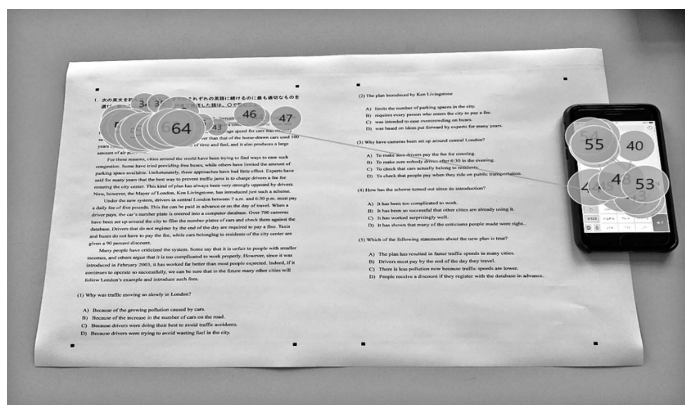 1. 次の英文を
64
43
46
47
For these reasons, cities around the world have been trying to find ways to ease such
congestion. Some tried providing free buses, while others have limited the amount of
parking space available. Unfortunately, these approaches had little effect. Experts have
said for many years that the best way to prevent traffic jams is to charge drivers a fee for
entering the city center. This kind of plan has always been very strongly opposed by drivers.
Now, however, the Mayor of London, Ken Livingstone, has introduced just such a scheme.
Under the new system, drivers in central London between 7 a.m. and 6:30 p.m. must pay
a daily fee of five pounds. This fee can be paid in advance or on the day of travel. When a
driver pays, the car's number plate is entered into a computer database. Over 700 cameras
have been set up around the city to film the number plates of cars and check them against the
database. Drivers that do not register by the end of the day are required to pay a fine. Taxis
and buses do not have to pay the fee, while cars belonging to residents of the city center are
given a 90 percent discount.
Many people have criticized the system. Some say that it is unfair to people with smaller
incomes, and others argue that it is too complicated to work properly. However, since it was
introduced in February 2003, it has worked far better than most people expected. Indeed, if it
continues to operate so successfully, we can be sure that in the future many other cities will
follow London's example and introduce such fees.
(1) Why was traffic moving so slowly in London?
A) Because of the growing pollution caused by cars.
B) Because of the increase in the number of cars on the road.
C) Because drivers were doing their best to avoid traffic accidents.
D) Because drivers were trying to avoid wasting fuel in the city.
(2) The plan introduced by Ken Livingstone
A) limits the number of parking spaces in the city.
B) requires every person who enters the city to pay a fee.
C) was intended to ease overcrowding on buses.
D) was based on ideas put forward by experts for many years.
(3) Why have cameras been set up around central London?
A) To make sure drivers pay the fee for entering.
B) To make sure nobody drives after 6:30 in the evening.
C) To check that cars actually belong to residents.
D) To check that people pay when they ride on public transportation.
(4) How has the scheme turned out since its introduction?
A) It has been too complicated to work.
B) It has been so successful that other cities are already using it.
C) It has worked surprisingly well.
D) It has shown that many of the criticisms people made were right.
(5) Which of the following statements about the new plan is true?
A) The plan has resulted in faster traffic speeds in many cities.
B) Drivers must pay by the end of the day they travel.
C) There is less pollution now because traffic speeds are lower.
D) People receive a discount if they register with the database in advance.
55
40
53